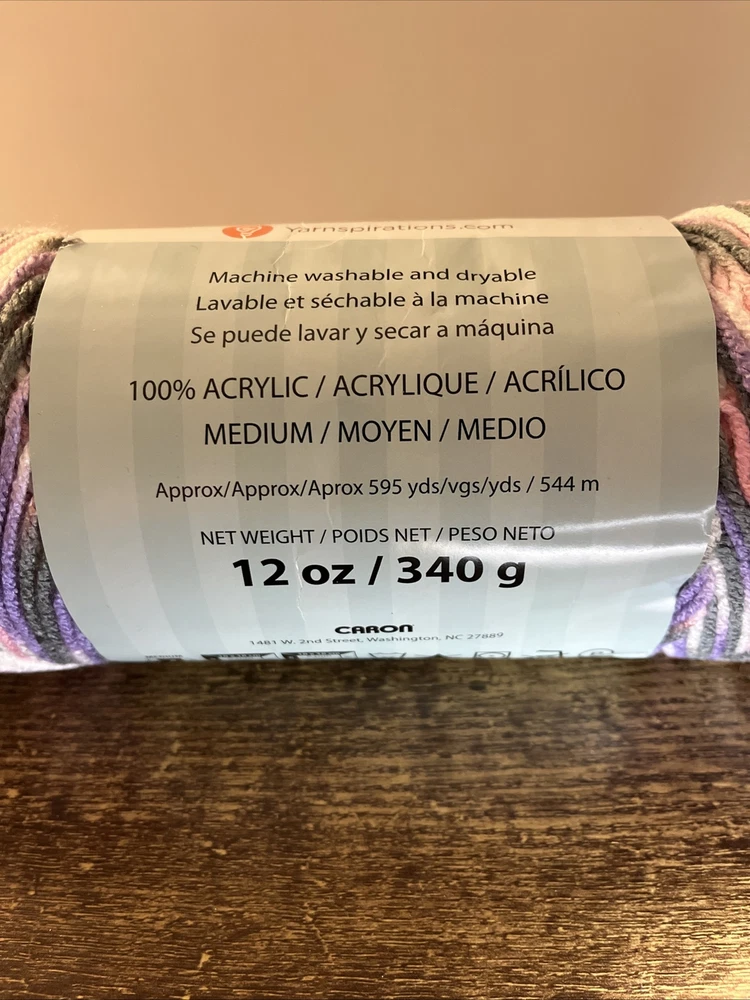 Yarnspirations.com
Machine washable and dryable
Lavable et séchable à la machine
Se puede lavar y secar a máquina
100% ACRYLIC / ACRYLIQUE / ACRÍLICO
MEDIUM / MOYEN / MEDIO
Approx/Approx/Aprox 595 yds/vgs/yds / 544 m
NET WEIGHT / POIDS NET / PESO NETO
12 oz / 340 g
CARON
1481 W. 2nd Street, Washington, NC 27889